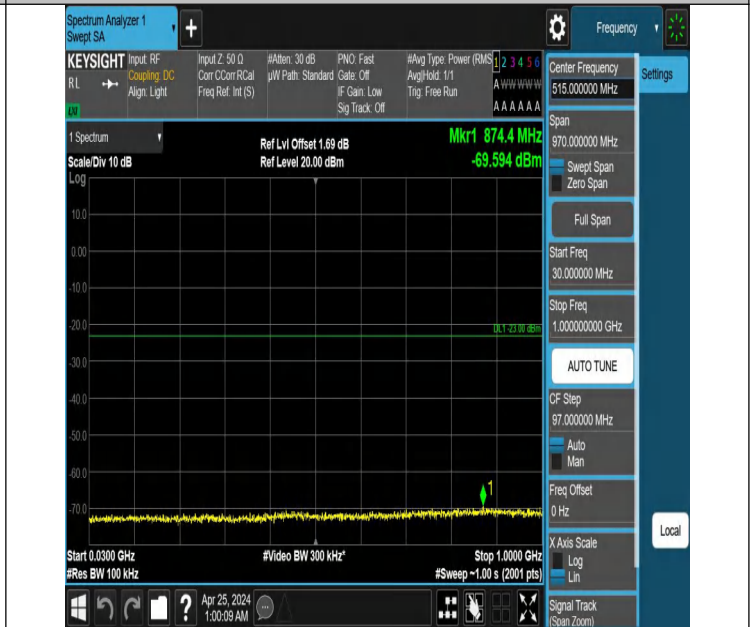 Spectrum Analyzer 1
Swept SA
+
Frequency
KEYSIGHT
RL
Input: RF
Coupling: DC
Align: Light
Input Z: 50 Ω
Corr CCorr RCal
Freq Ref: Int (S)
#Atten: 30 dB
µW Path: Standard
PNO: Fast
Gate: Off
IF Gain: Low
Sig Track: Off
#Avg Type: Power (RMS
Avg|Hold: 1/1
Trig: Free Run
1 2 3 4 5 6
A W W W W W
A A A A A A
Center Frequency
515.000000 MHz
Settings
1 Spectrum
Scale/Div 10 dB
Ref Lvl Offset 1.69 dB
Ref Level 20.00 dBm
Mkr1 874.4 MHz
-69.594 dBm
Span
970.000000 MHz
Swept Span
Zero Span
Full Span
Start Freq
30.000000 MHz
Stop Freq
1.000000000 GHz
AUTO TUNE
CF Step
97.000000 MHz
Auto
Man
Freq Offset
0 Hz
X Axis Scale
Log
Lin
Signal Track
(Span Zoom)
Local
Log
10.0
0.00
-10.0
-20.0
DL1 -23.00 dBm
-30.0
-40.0
-50.0
-60.0
-70.0
1
Start 0.0300 GHz
#Res BW 100 kHz
#Video BW 300 kHz*
Stop 1.0000 GHz
#Sweep ~1.00 s (2001 pts)
?
Apr 25, 2024
1:00:09 AM